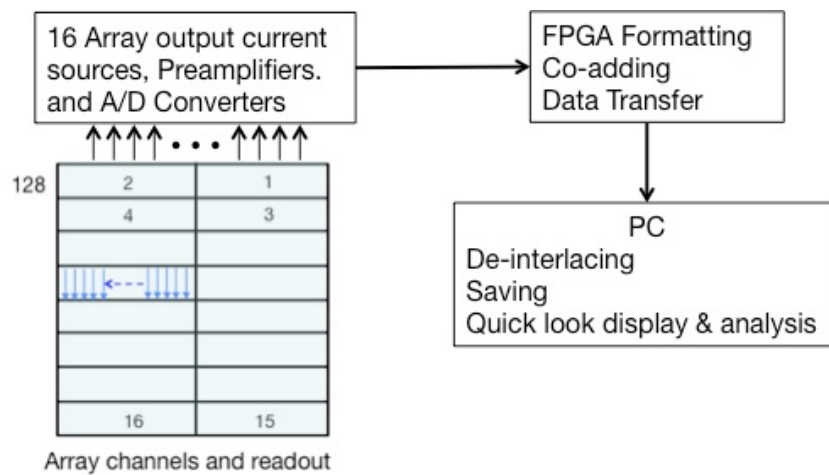 16 Array output current
sources, Preamplifiers.
and A/D Converters
FPGA Formatting
Co-adding
Data Transfer
128
2
1
4
3
16
15
Array channels and readout
PC
De-interlacing
Saving
Quick look display & analysis